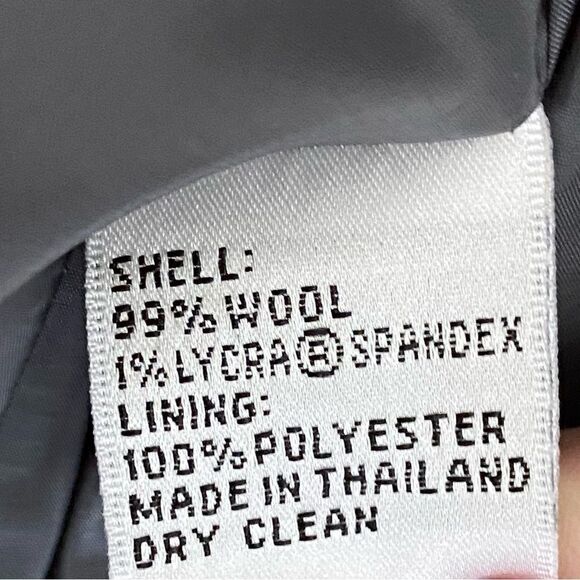 SHELL:
99% WOOL
1% LYCRA® SPANDEX
LINING:
100% POLYESTER
MADE IN THAILAND
DRY CLEAN